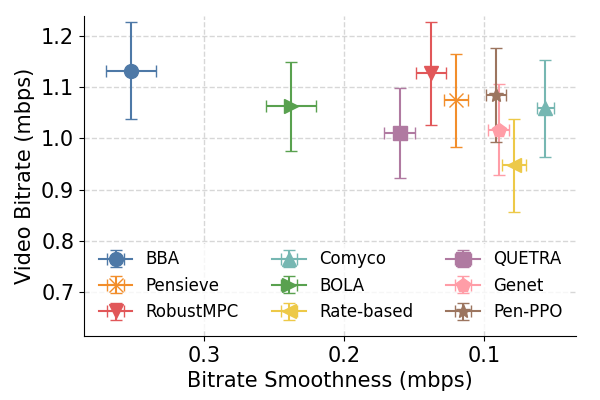 1.2
1.1
1.0
0.9
0.8
0.7
Video Bitrate (mbps)
BBA
Pensieve
RobustMPC
Comyco
BOLA
Rate-based
QUETRA
Genet
Pen-PPO
0.3 0.2 0.1
Bitrate Smoothness (mbps)